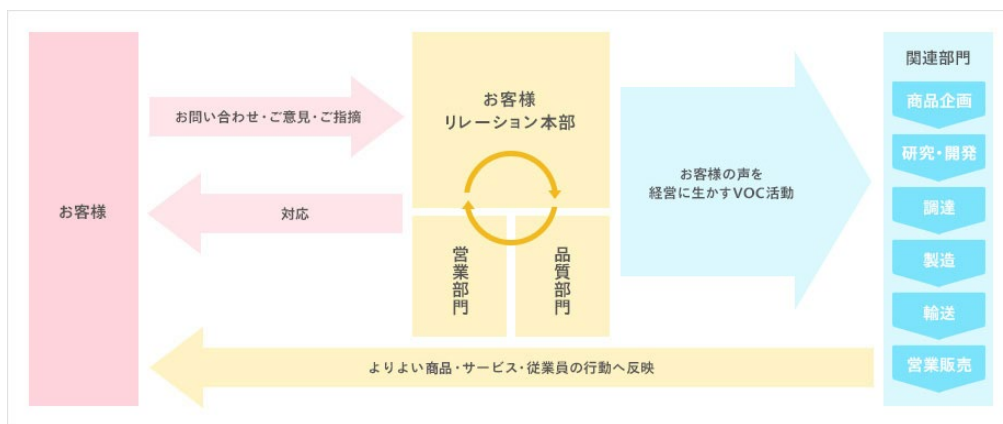 お客様
お問い合わせ・ご意見・ご指摘
対応
お客様
リレーション本部
営業部門
品質部門
お客様の声を
経営に生かすVOC活動
よりよい商品・サービス・従業員の行動へ反映
関連部門
商品企画
研究・開発
調達
製造
輸送
営業販売